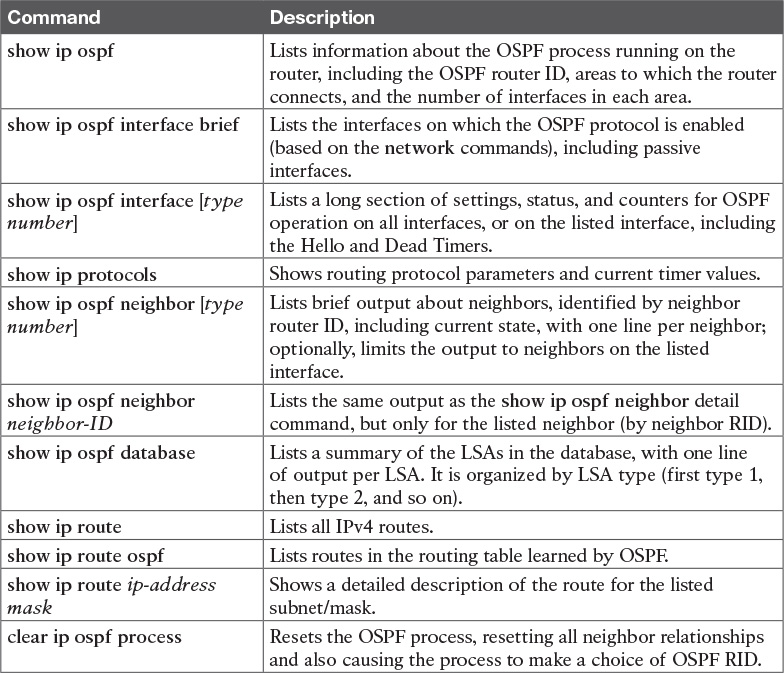 Command Description
show ip ospf Lists information about the OSPF process running on the
router, including the OSPF router ID, areas to which the router
connects, and the number of interfaces in each area.
show ip ospf interface brief Lists the interfaces on which the OSPF protocol is enabled
(based on the network commands), including passive
interfaces.
show ip ospf interface [type Lists a long section of settings, status, and counters for OSPF
number] operation on all interfaces, or on the listed interface, including
the Hello and Dead Timers.
show ip protocols Shows routing protocol parameters and current timer values.
show ip ospf neighbor [type Lists brief output about neighbors, identified by neighbor
number] router ID, including current state, with one line per neighbor;
optionally, limits the output to neighbors on the listed
interface.
show ip ospf neighbor Lists the same output as the show ip ospf neighbor detail
neighbor-ID command, but only for the listed neighbor (by neighbor RID).
show ip ospf database Lists a summary of the LSAs in the database, with one line
of output per LSA. It is organized by LSA type (first type 1,
then type 2, and so on).
show ip route Lists all IPv4 routes.
show ip route ospf Lists routes in the routing table learned by OSPF.
show ip route ip-address Shows a detailed description of the route for the listed
mask subnet/mask.
clear ip ospf process Resets the OSPF process, resetting all neighbor relationships
and also causing the process to make a choice of OSPF RID.